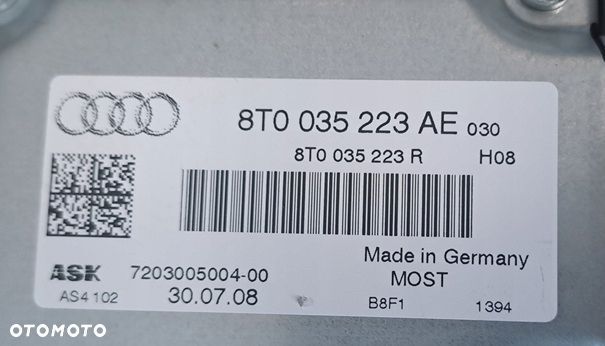 8T0 035 223 AE 030
8T0 035 223 R H08
Made in Germany
ASK 7203005004-00 MOST
AS4 102 30.07.08 B8F1 1394
OTOMOTO